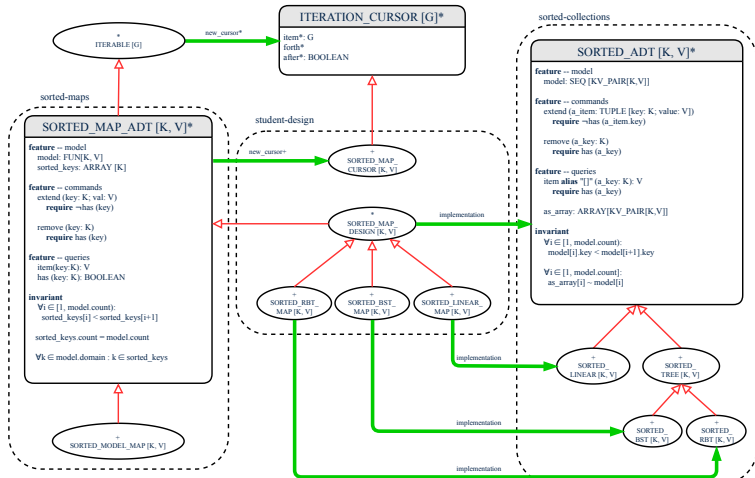 *
ITERABLE [G]
new_cursor*
ITERATION_CURSOR [G]*
item*: G
forth*
after*: BOOLEAN
sorted-maps
SORTED_MAP_ADT [K, V]*
feature -- model
model: FUN[K, V]
sorted_keys: ARRAY [K]
feature -- commands
extend (key: K; val: V)
require ¬has (key)
remove (key: K)
require has (key)
feature -- queries
item(key: K): V
has (key: K): BOOLEAN
invariant
∀i ∈ [1, model.count):
sorted_keys[i] < sorted_keys[i+1]
sorted_keys.count = model.count
∀k ∈ model.domain : k ∈ sorted_keys
+
SORTED_MODEL_MAP [K, V]
student-design
new_cursor+
+
SORTED_MAP_
CURSOR [K, V]
*
SORTED_MAP_
DESIGN [K, V]
implementation
+
SORTED_RBT_
MAP [K, V]
+
SORTED_BST_
MAP [K, V]
+
SORTED_LINEAR_
MAP [K, V]
implementation
implementation
implementation
sorted-collections
SORTED_ADT [K, V]*
feature -- model
model: SEQ [KV_PAIR[K,V]]
feature -- commands
extend (a_item: TUPLE [key: K; value: V])
require ¬has (a_item.key)
remove (a_key: K)
require has (a_key)
feature -- queries
item alias "[]" (a_key: K): V
require has (a_key)
as_array: ARRAY[KV_PAIR[K,V]]
invariant
∀i ∈ [1, model.count):
model[i].key < model[i+1].key
∀i ∈ [1, model.count]:
as_array[i] ~ model[i]
+
SORTED_
LINEAR [K, V]
+
SORTED_
TREE [K, V]
+
SORTED_
BST [K, V]
+
SORTED_
RBT [K, V]